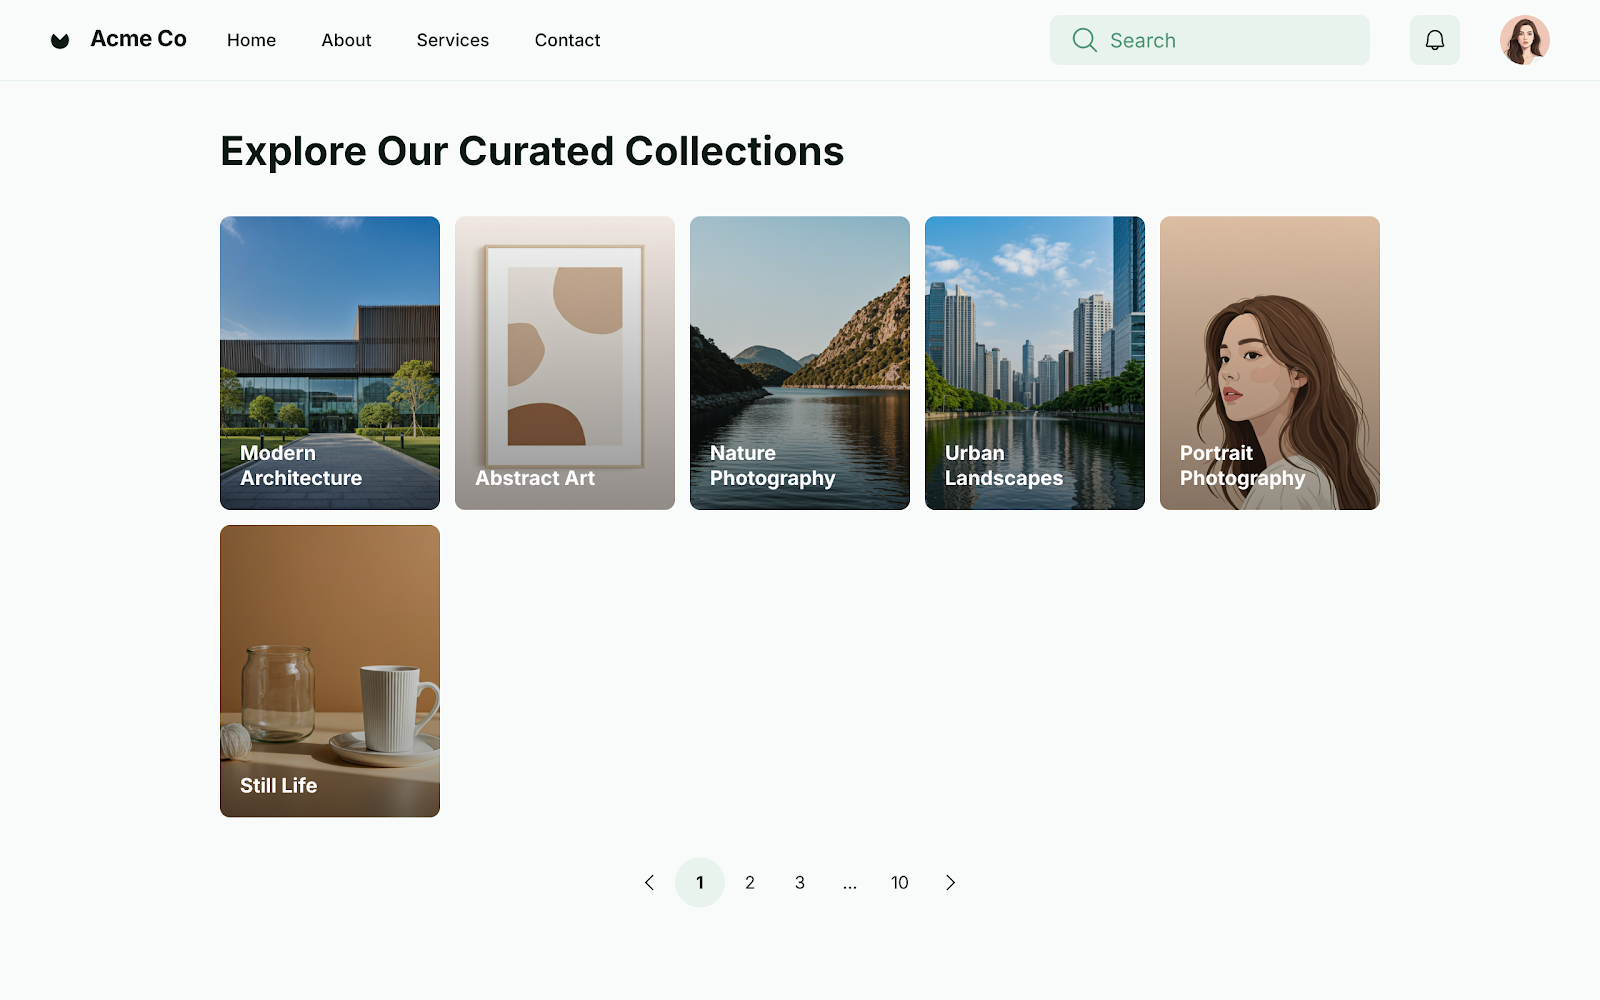 Acme Co
Home
About
Services
Contact
Search
Explore Our Curated Collections
Modern
Architecture
Abstract Art
Nature
Photography
Urban
Landscapes
Portrait
Photography
Still Life
1
2
3
...
10